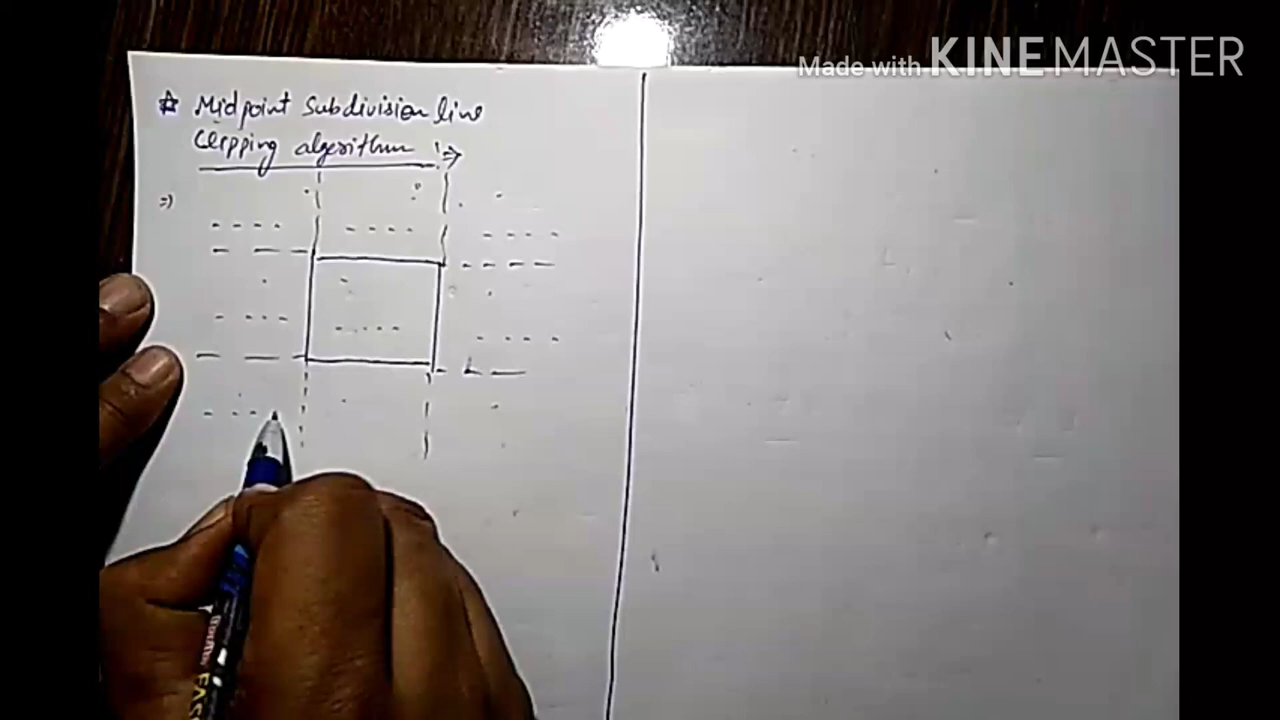 Made with KINEMASTER
☆ Midpoint Subdivision line
Clipping algorithm :⇒
⇒